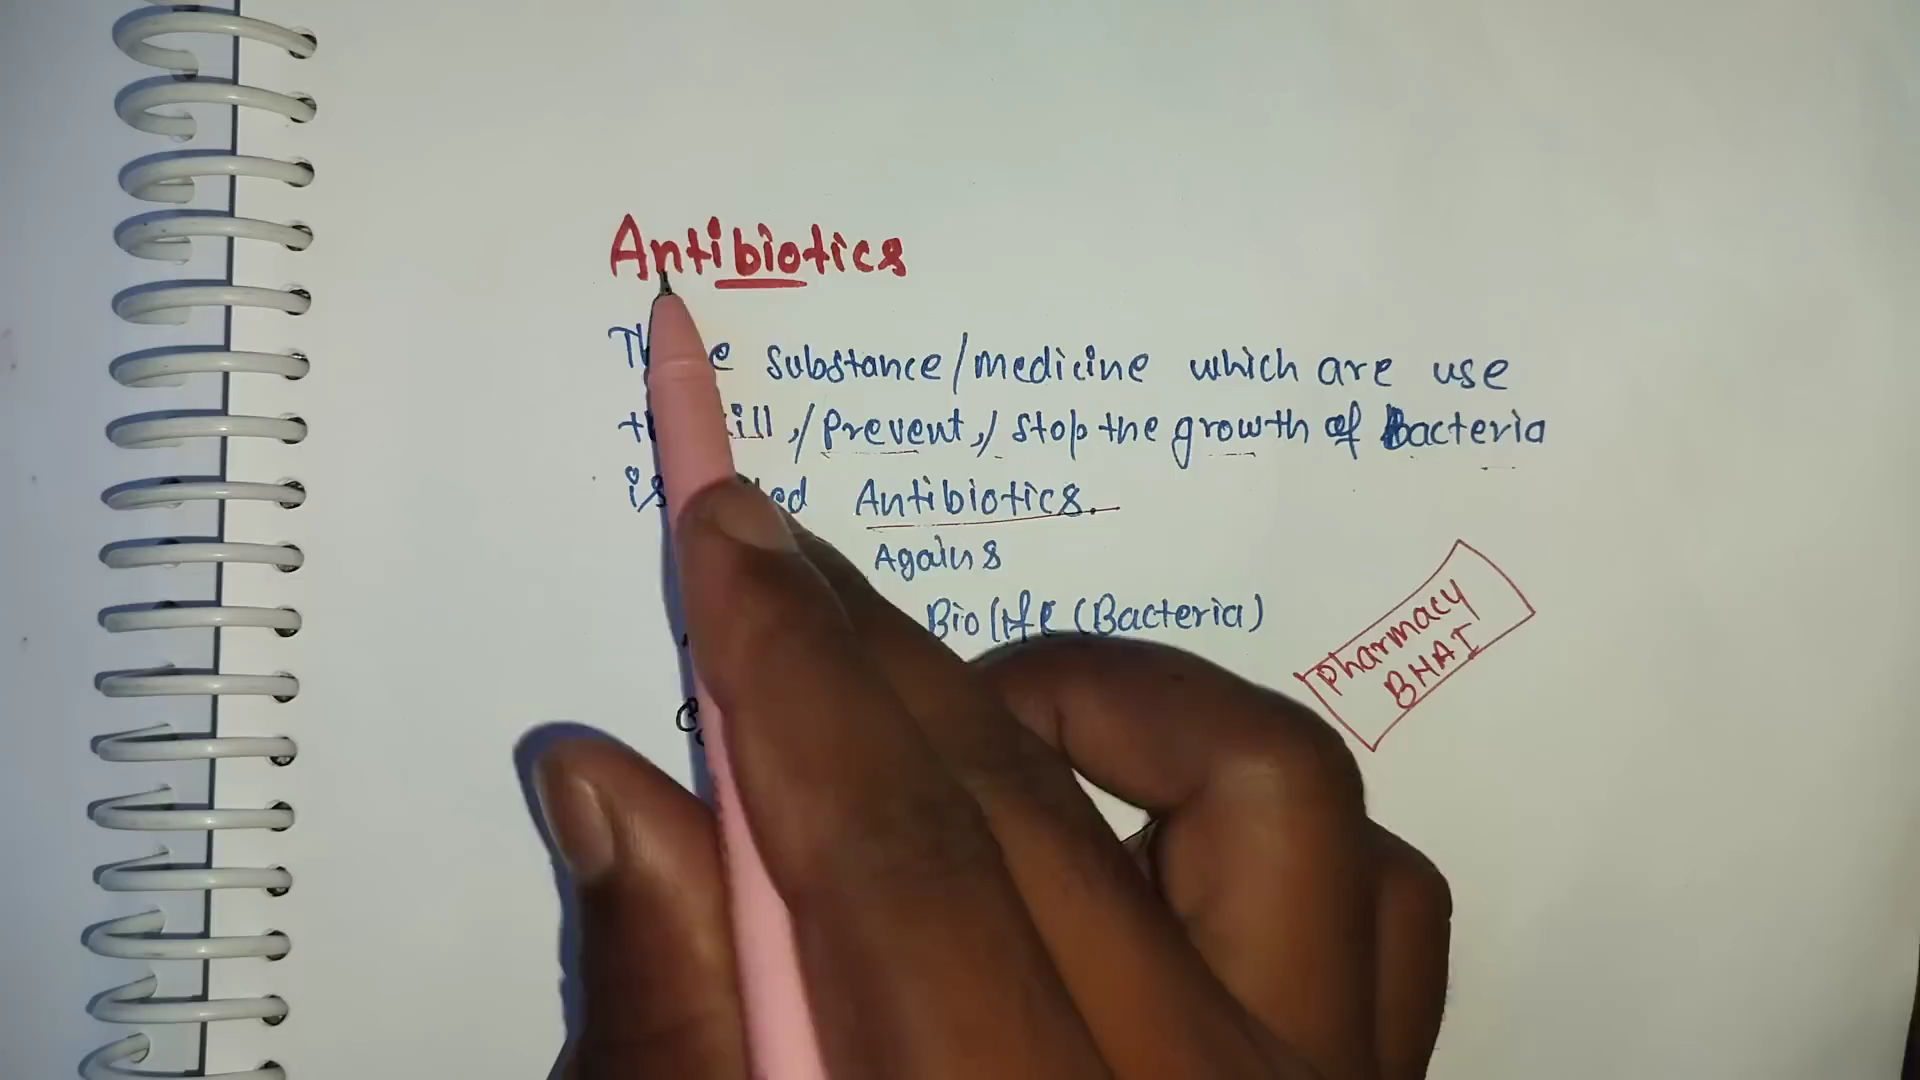 Antibiotics
substance/medicine which are use
/Prevent,/ stop the growth of Bacteria
is Antibiotics.
Agains
Bio life (Bacteria)
Pharmacy
BHAI